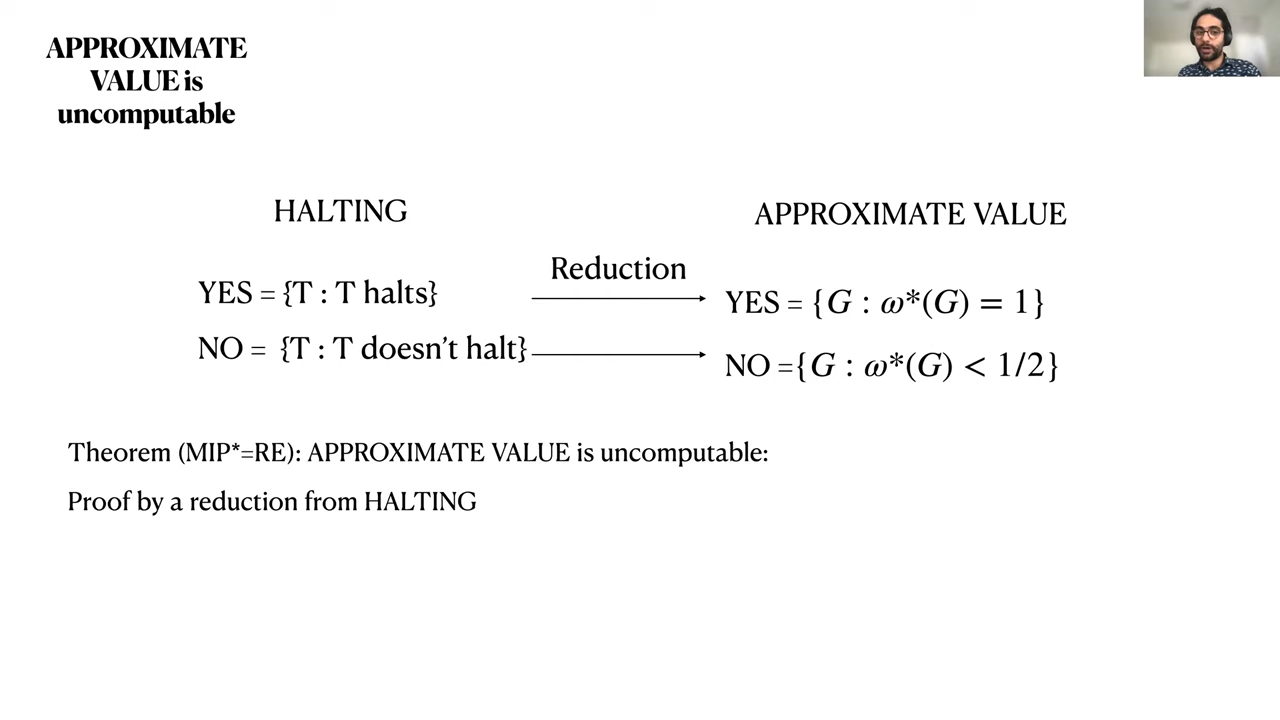 APPROXIMATE
VALUE is
uncomputable
HALTING
APPROXIMATE VALUE
Reduction
YES = {T : T halts}
YES = {G : ω*(G) = 1}
NO = {T : T doesn’t halt}
NO ={G : ω*(G) < 1/2}
Theorem (MIP*=RE): APPROXIMATE VALUE is uncomputable:
Proof by a reduction from HALTING